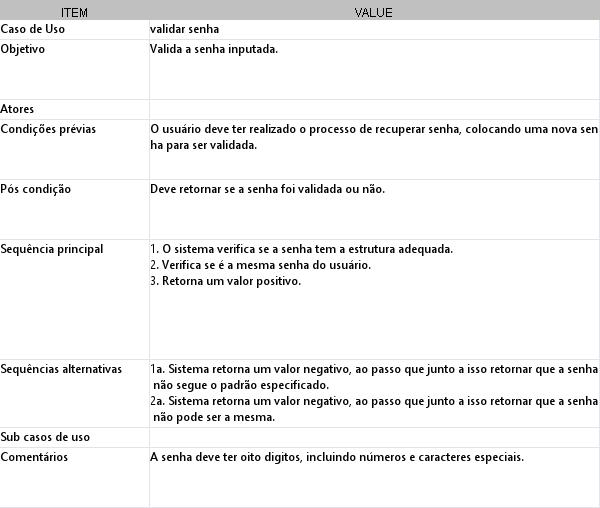 ITEM VALUE
Caso de Uso validar senha
Objetivo Valida a senha inputada.
Atores
Condições prévias O usuário deve ter realizado o processo de recuperar senha, colocando uma nova sen
ha para ser validada.
Pós condição Deve retornar se a senha foi validada ou não.
Sequência principal 1. O sistema verifica se a senha tem a estrutura adequada.
2. Verifica se é a mesma senha do usuário.
3. Retorna um valor positivo.
Sequências alternativas 1a. Sistema retorna um valor negativo, ao passo que junto a isso retornar que a senha
não segue o padrão especificado.
2a. Sistema retorna um valor negativo, ao passo que junto a isso retornar que a senha
não pode ser a mesma.
Sub casos de uso
Comentários A senha deve ter oito digitos, incluindo números e caracteres especiais.